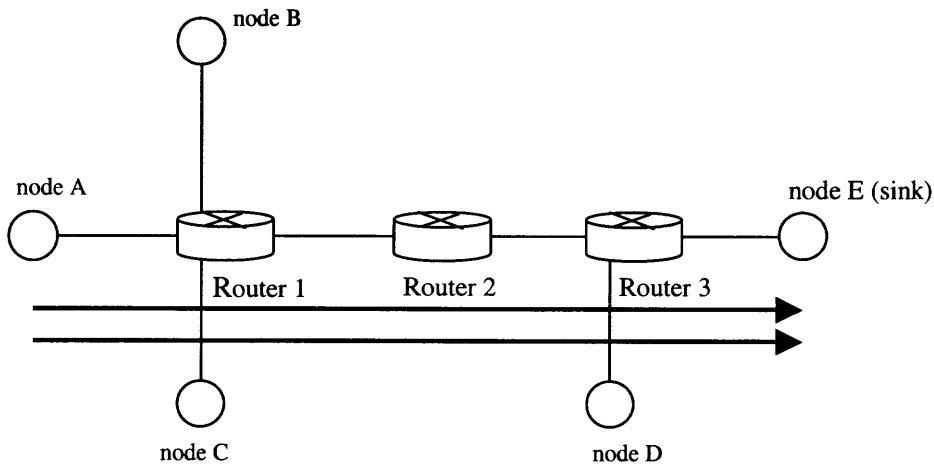 node B
node A
node E (sink)
Router 1
Router 2
Router 3
node C
node D